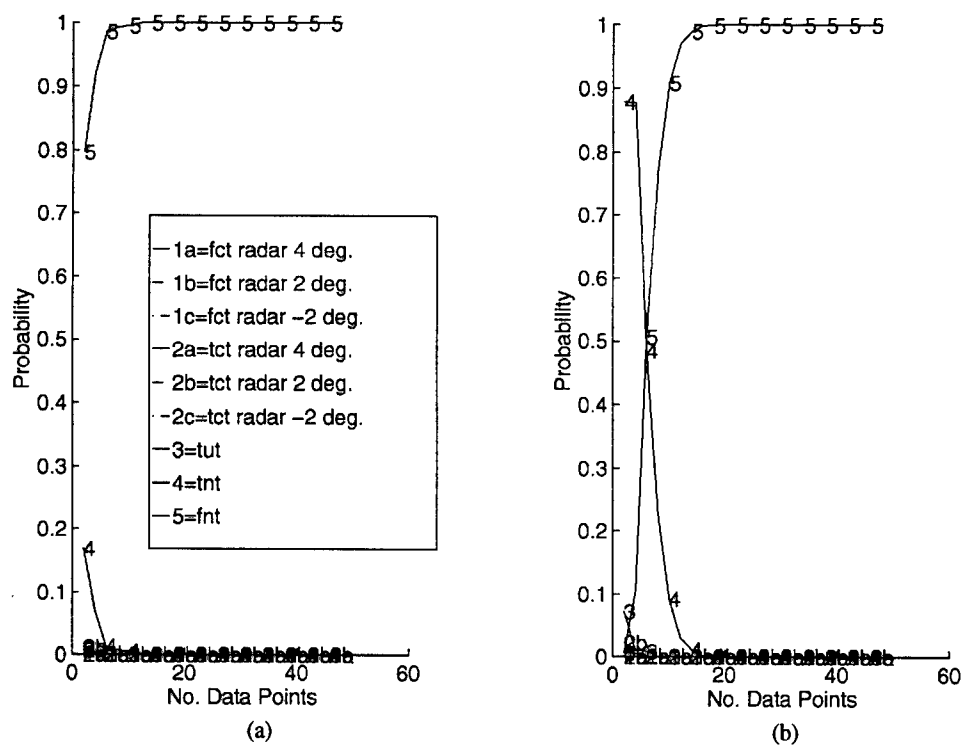 Probability
1
0.9
0.8
0.7
0.6
0.5
0.4
0.3
0.2
0.1
0
5 5 5 5 5 5 5 5 5 5 5 5
4 4 4
1a=fct radar 4 deg.
1b=fct radar 2 deg.
1c=fct radar −2 deg.
2a=tct radar 4 deg.
2b=tct radar 2 deg.
2c=tct radar −2 deg.
3=tut
4=tnt
5=fnt
0 20 40 60
No. Data Points
(a)
Probability
1
0.9
0.8
0.7
0.6
0.5
0.4
0.3
0.2
0.1
0
5 5 5 5 5 5 5 5 5 5 5
4 4 4 4
3
0 20 40 60
No. Data Points
(b)